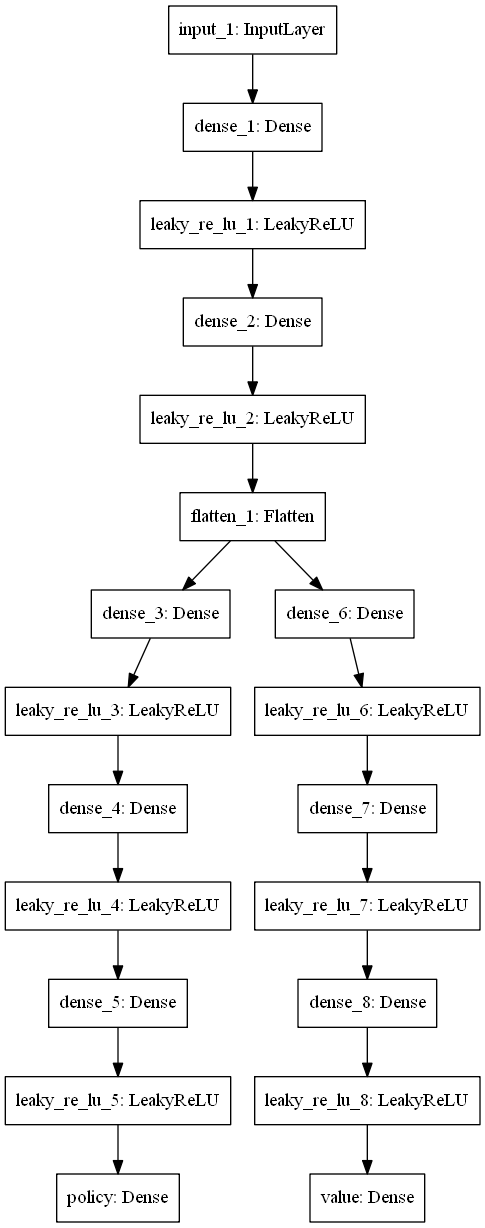 input_1: InputLayer
dense_1: Dense
leaky_re_lu_1: LeakyReLU
dense_2: Dense
leaky_re_lu_2: LeakyReLU
flatten_1: Flatten
dense_3: Dense
dense_6: Dense
leaky_re_lu_3: LeakyReLU
leaky_re_lu_6: LeakyReLU
dense_4: Dense
dense_7: Dense
leaky_re_lu_4: LeakyReLU
leaky_re_lu_7: LeakyReLU
dense_5: Dense
dense_8: Dense
leaky_re_lu_5: LeakyReLU
leaky_re_lu_8: LeakyReLU
policy: Dense
value: Dense